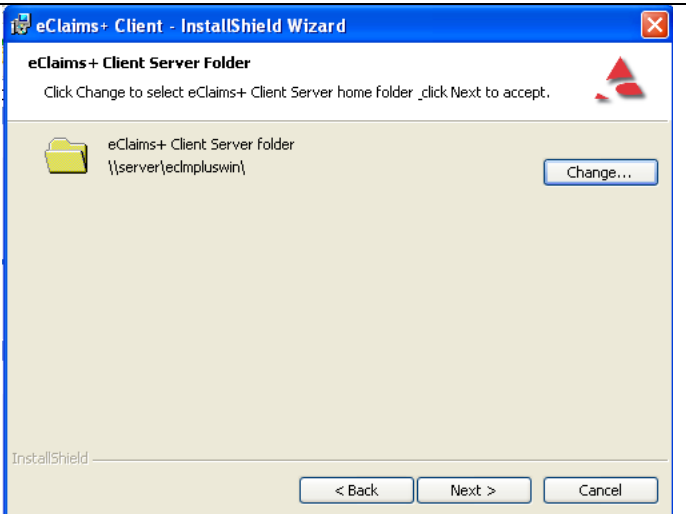 eClaims+ Client - InstallShield Wizard
eClaims+ Client Server Folder
Click Change to select eClaims+ Client Server home folder _click Next to accept.
eClaims+ Client Server folder
\\server\eclmpluswin\
Change...
InstallShield
< Back
Next >
Cancel